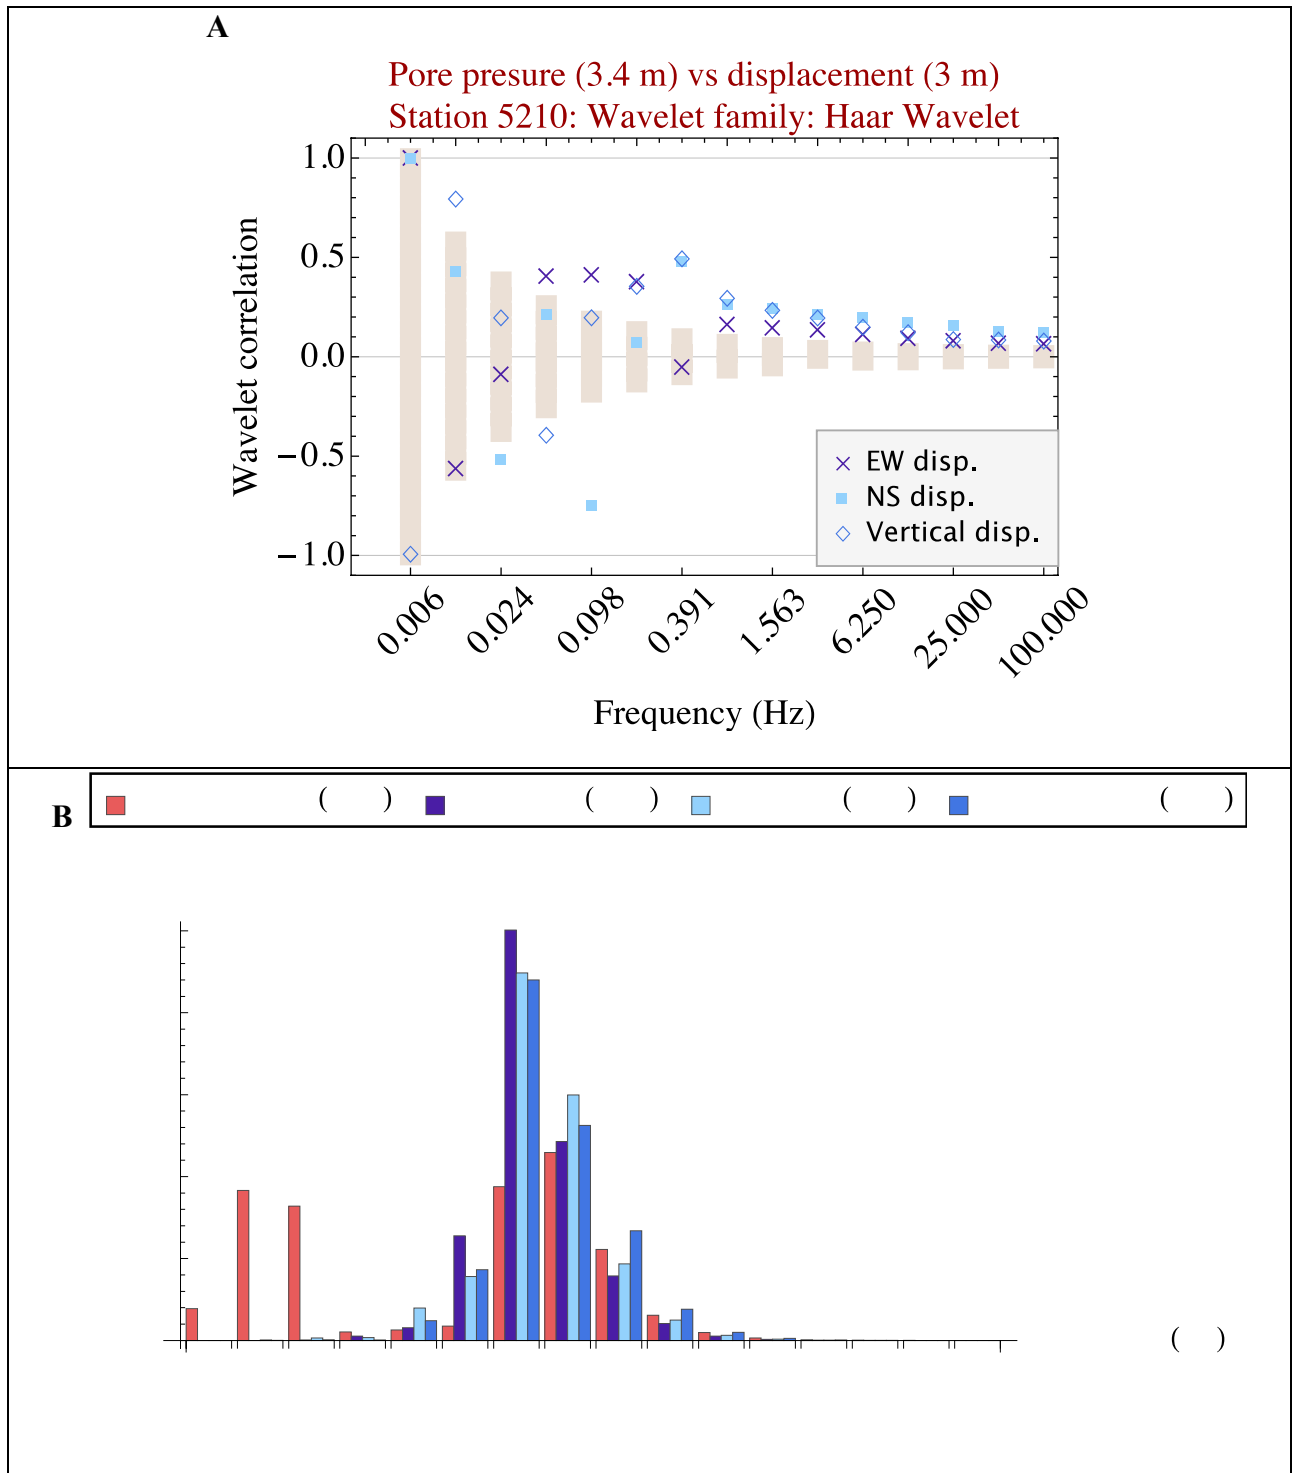 A
Pore presure (3.4 m) vs displacement (3 m)
Station 5210: Wavelet family: Haar Wavelet
1.0
0.5
0.0
−0.5
−1.0
Wavelet correlation
EW disp.
NS disp.
Vertical disp.
0.006 0.024 0.098 0.391 1.563 6.250 25.000 100.000
Frequency (Hz)
B
( ) ( ) ( ) ( )
( )